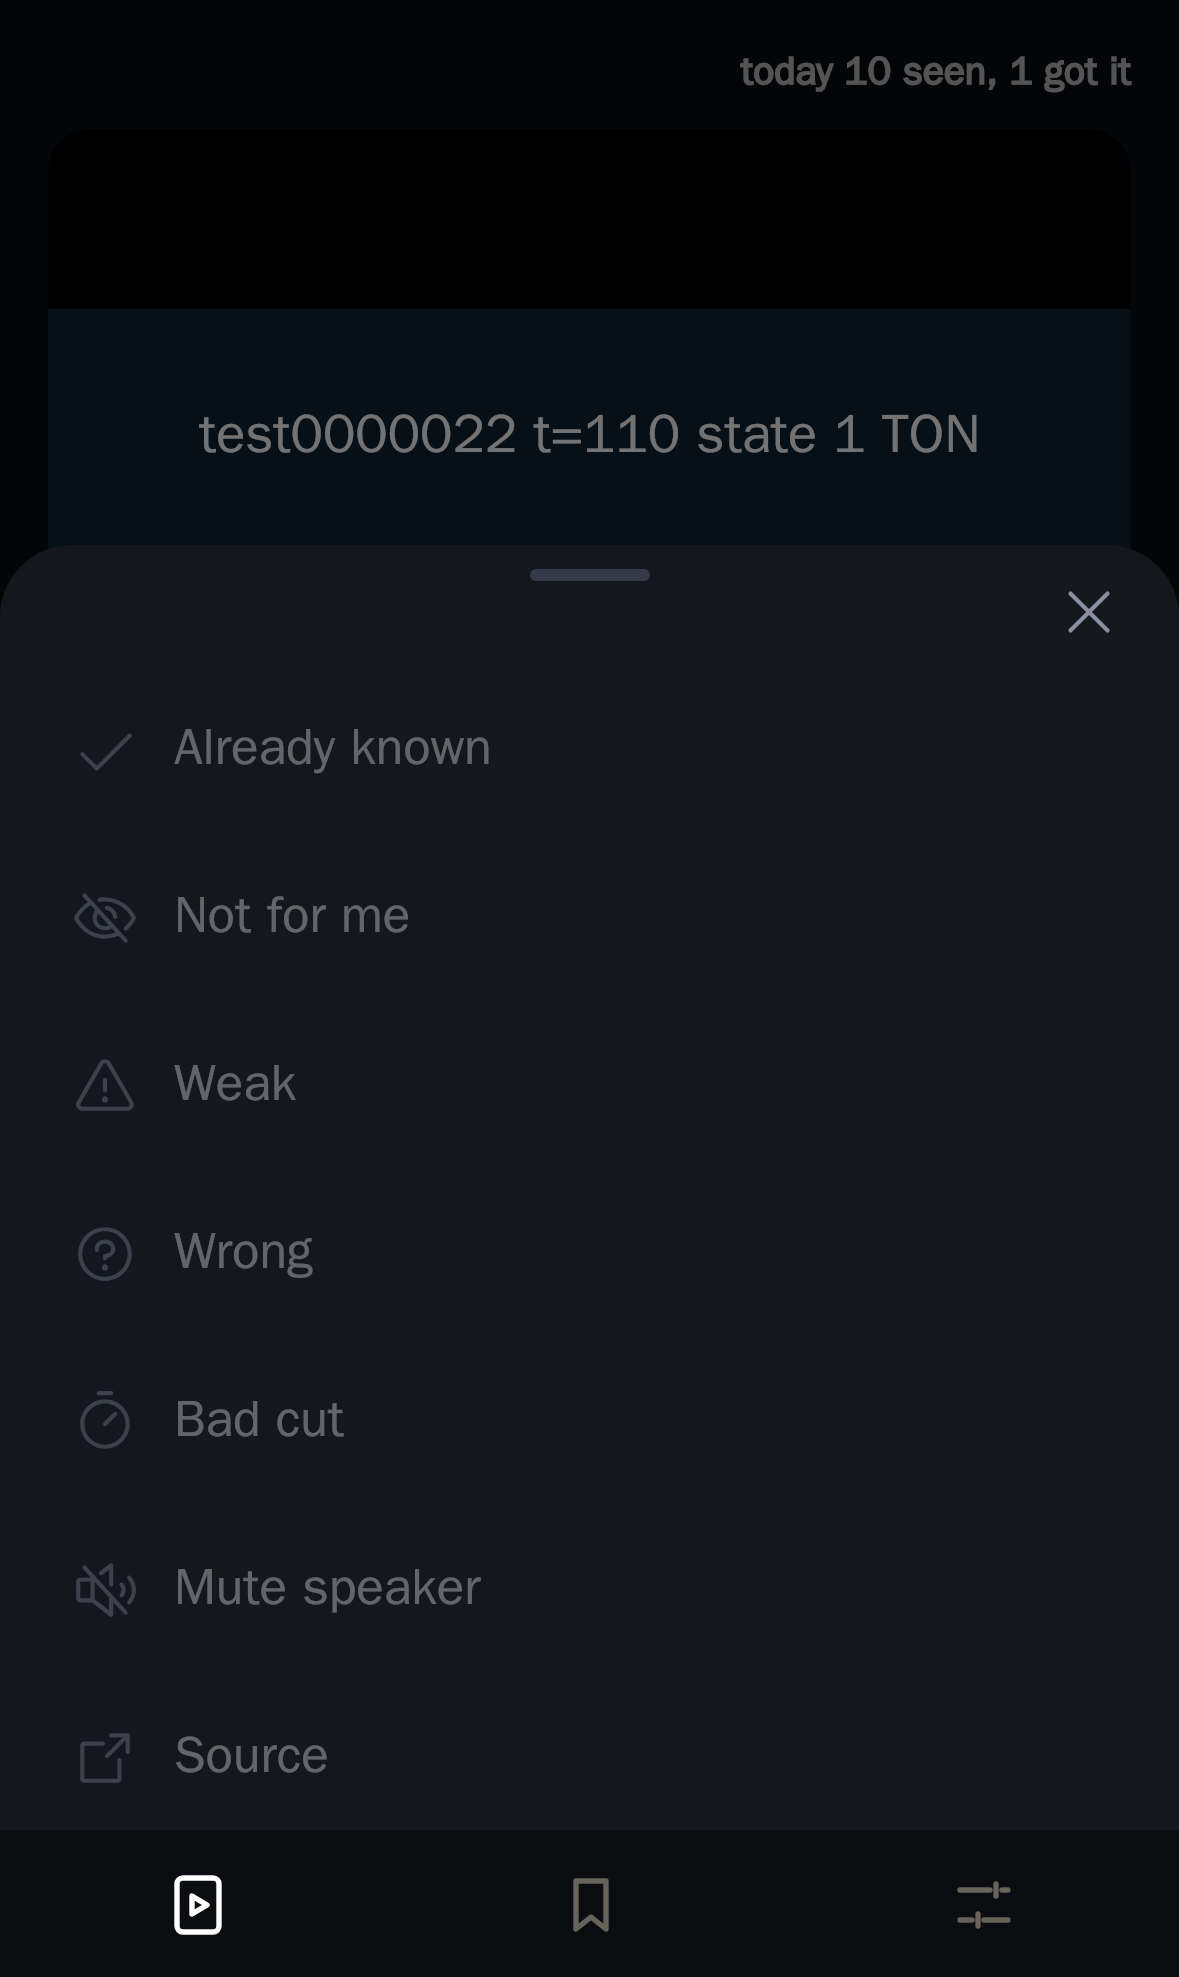 today 10 seen, 1 got it
test0000022 t=110 state 1 TON
Already known
Not for me
Weak
Wrong
Bad cut
Mute speaker
Source